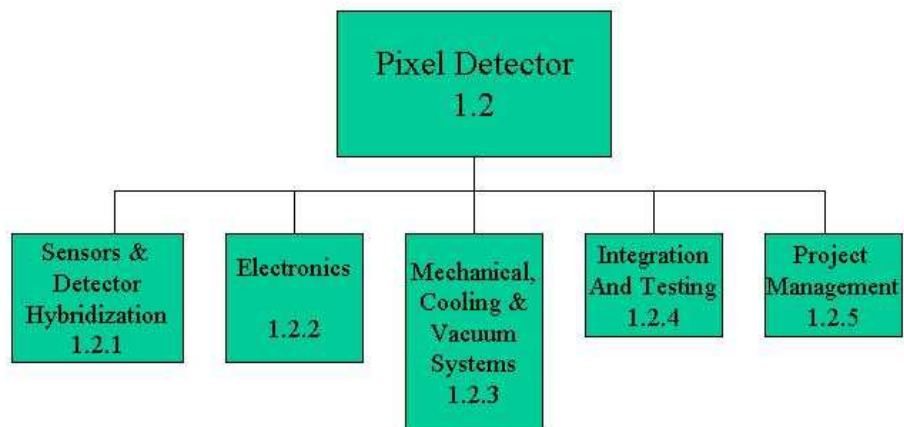 Pixel Detector
1.2
Sensors &
Detector
Hybridization
1.2.1
Electronics
1.2.2
Mechanical,
Cooling &
Vacuum
Systems
1.2.3
Integration
And Testing
1.2.4
Project
Management
1.2.5